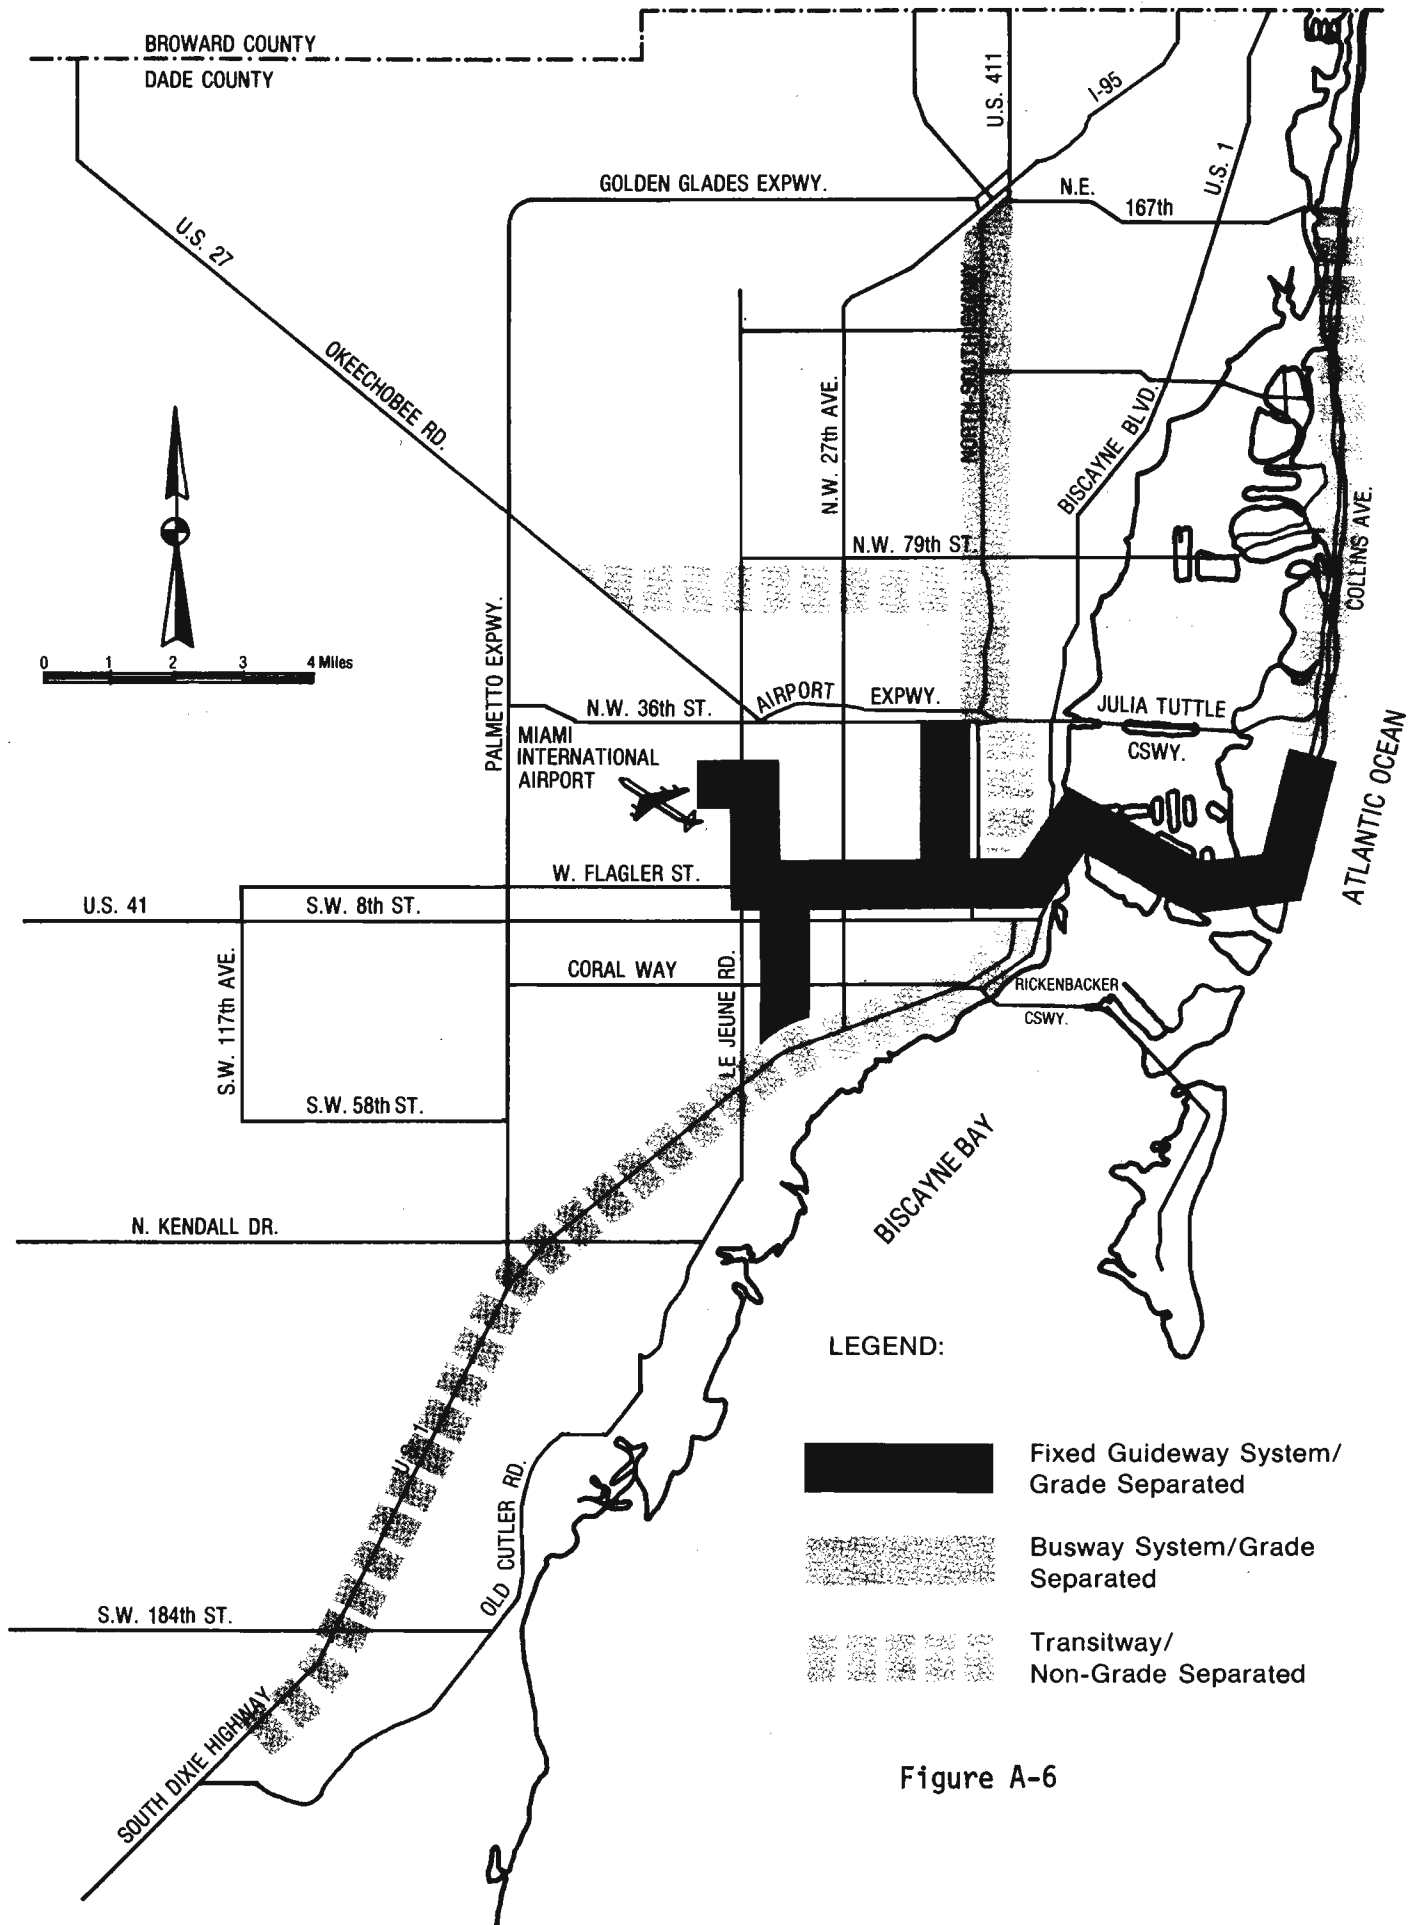 BROWARD COUNTY
DADE COUNTY
U.S. 411
I-95
U.S. 1
GOLDEN GLADES EXPWY.
N.E.
167th
U.S. 27
OKEECHOBEE RD.
NORTH-SOUTH EXPWY
N.W. 27th AVE.
BISCAYNE BLVD.
N.W. 79th ST.
COLLINS AVE.
PALMETTO EXPWY.
0 1 2 3 4 Miles
N.W. 36th ST.
AIRPORT EXPWY.
JULIA TUTTLE
CSWY.
MIAMI
INTERNATIONAL
AIRPORT
ATLANTIC OCEAN
W. FLAGLER ST.
U.S. 41
S.W. 8th ST.
S.W. 117th AVE.
CORAL WAY
LE JEUNE RD.
RICKENBACKER
CSWY.
S.W. 58th ST.
BISCAYNE BAY
N. KENDALL DR.
U.S. 1
OLD CUTLER RD.
S.W. 184th ST.
SOUTH DIXIE HIGHWAY
LEGEND:
Fixed Guideway System/
Grade Separated
Busway System/Grade
Separated
Transitway/
Non-Grade Separated
Figure A-6